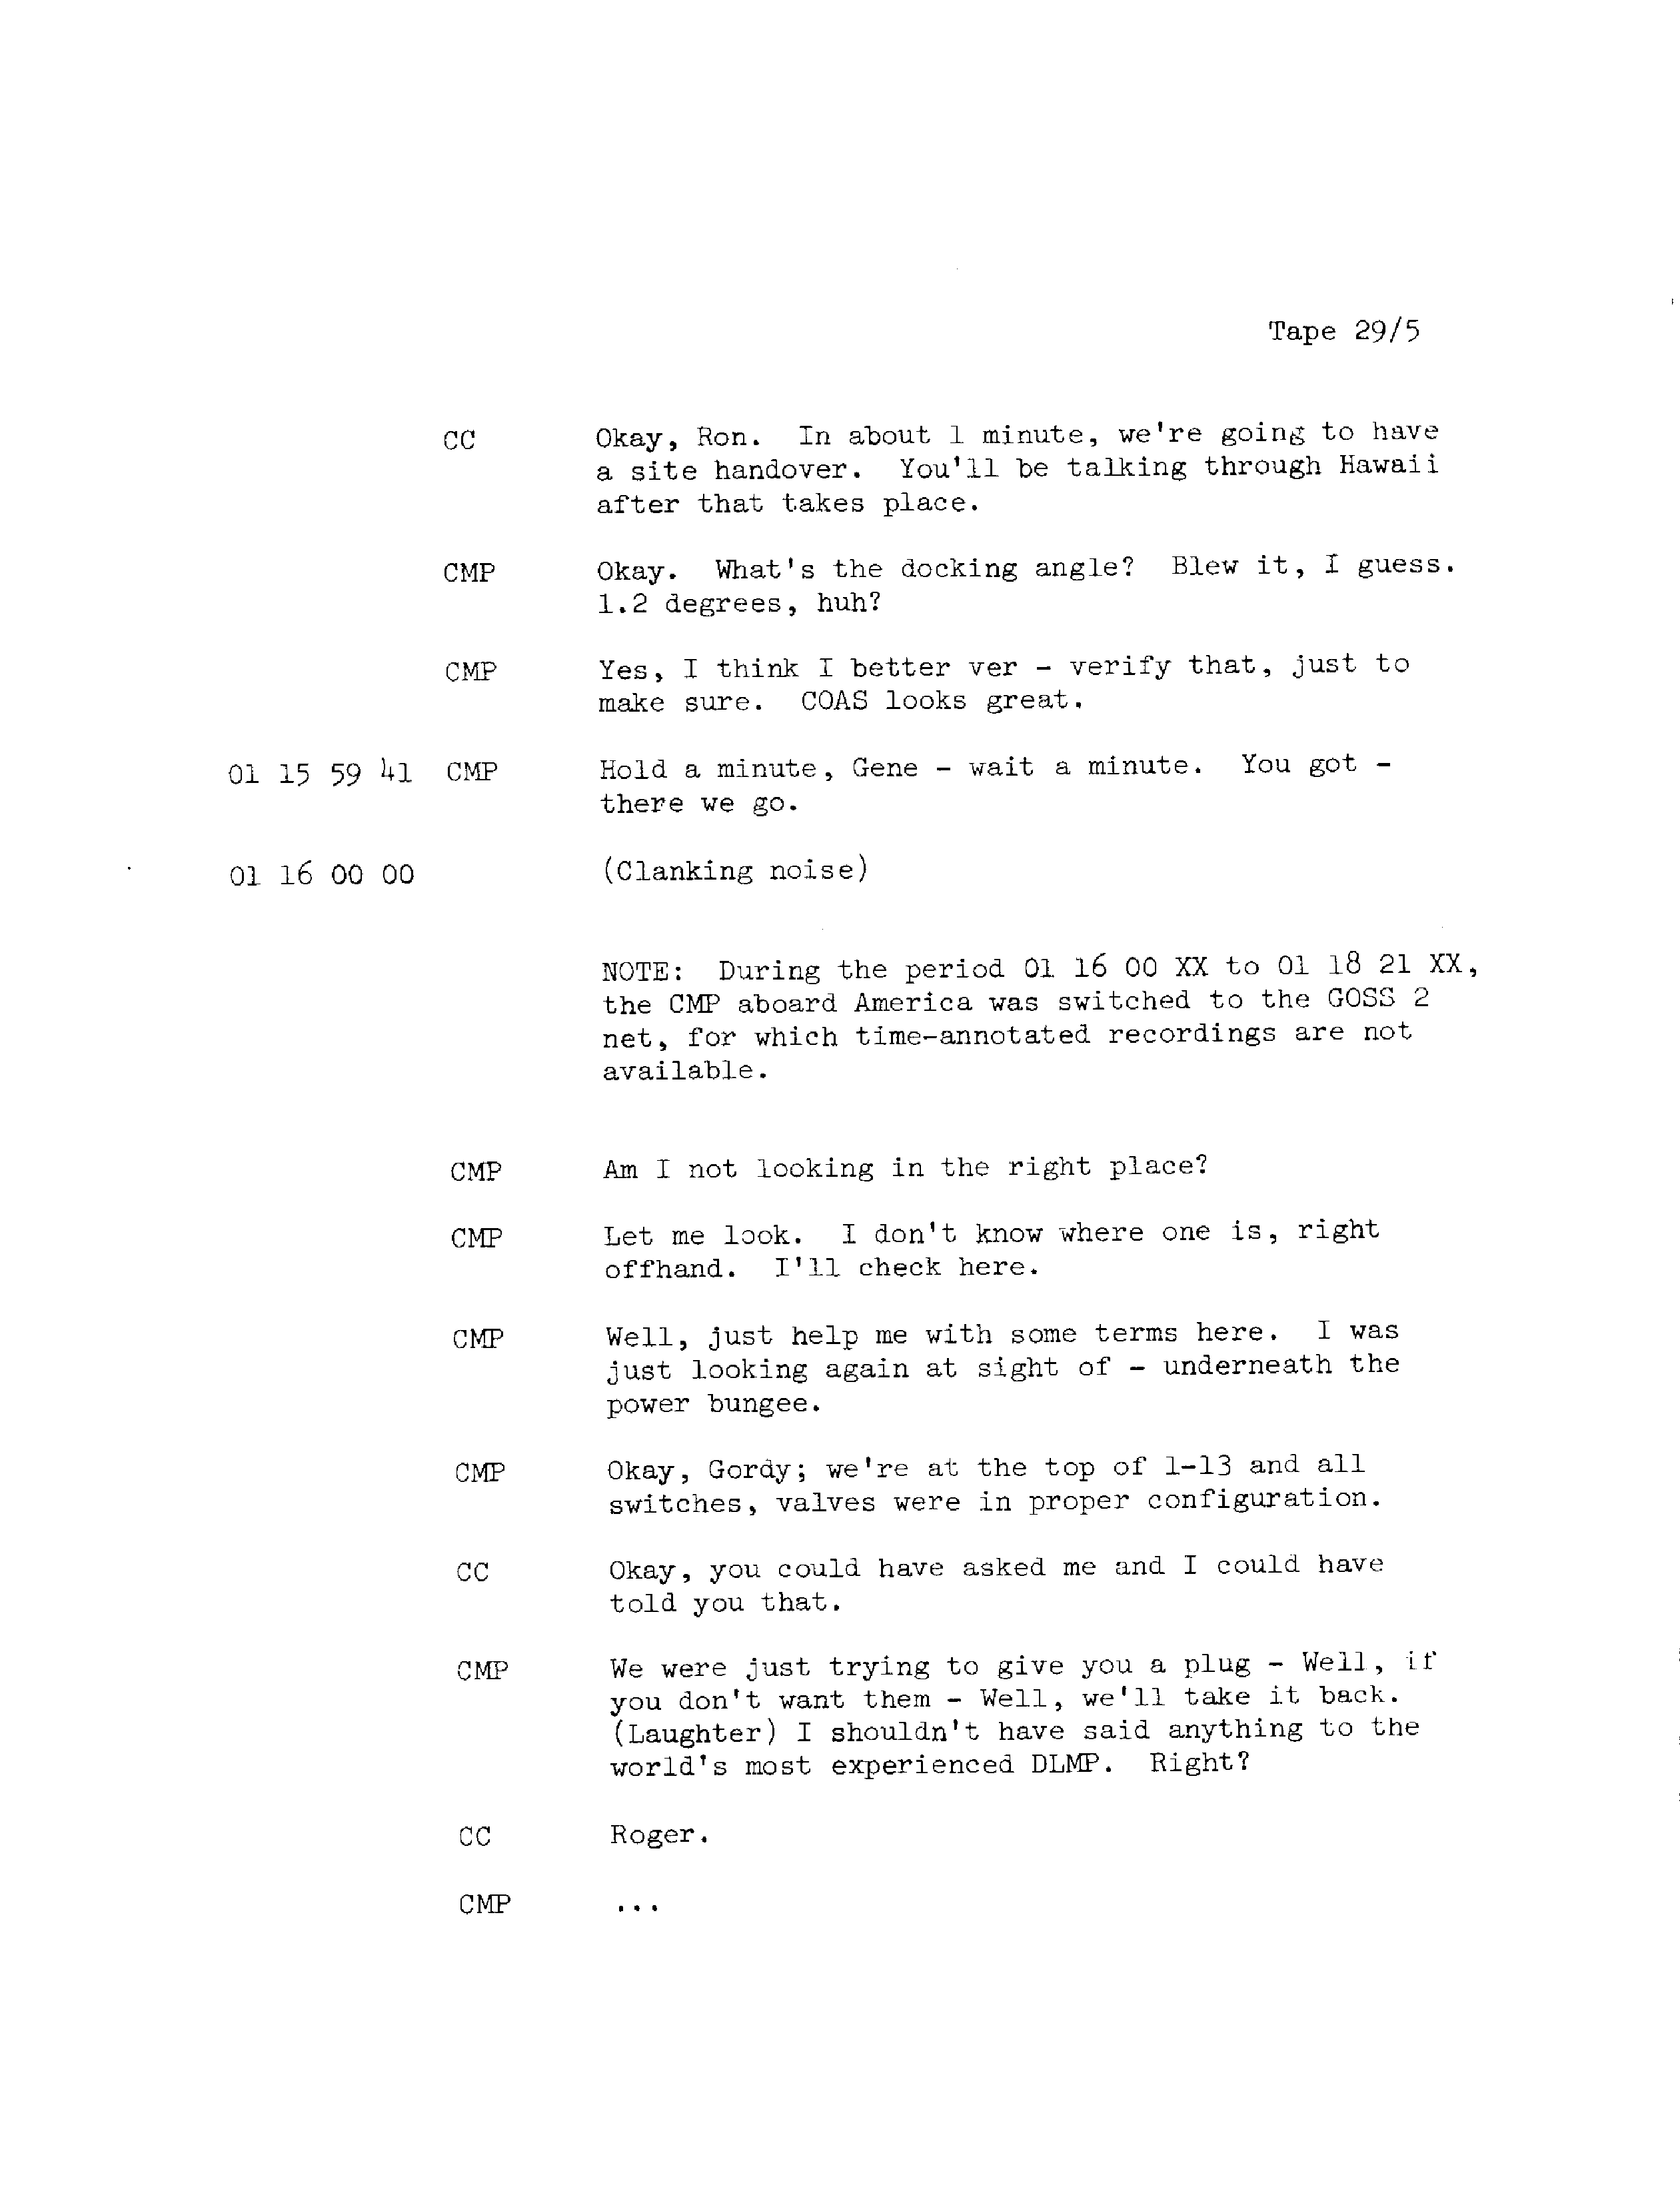 Tape 29/5
CC Okay, Ron. In about 1 minute, we're going to have
a site handover. You'll be talking through Hawaii
after that takes place.
CMP Okay. What's the docking angle? Blew it, I guess.
1.2 degrees, huh?
CMP Yes, I think I better ver - verify that, just to
make sure. COAS looks great.
01 15 59 41 CMP Hold a minute, Gene - wait a minute. You got -
there we go.
01 16 00 00 (Clanking noise)
NOTE: During the period 01 16 00 XX to 01 18 21 XX,
the CMP aboard America was switched to the GOSS 2
net, for which time-annotated recordings are not
available.
CMP Am I not looking in the right place?
CMP Let me look. I don't know where one is, right
offhand. I'll check here.
CMP Well, just help me with some terms here. I was
just looking again at sight of - underneath the
power bungee.
CMP Okay, Gordy; we're at the top of 1-13 and all
switches, valves were in proper configuration.
CC Okay, you could have asked me and I could have
told you that.
CMP We were just trying to give you a plug - Well, if
you don't want them - Well, we'll take it back.
(Laughter) I shouldn't have said anything to the
world's most experienced DLMP. Right?
CC Roger.
CMP ...